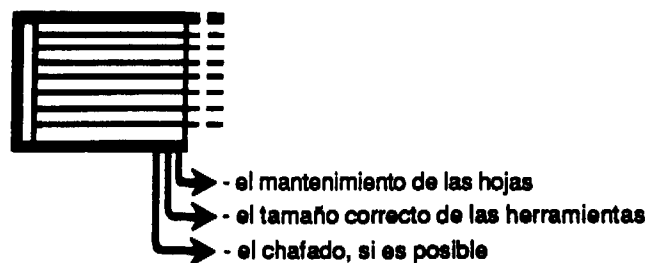 - el mantenimiento de las hojas
- el tamaño correcto de las herramientas
- el chafado, si es posible